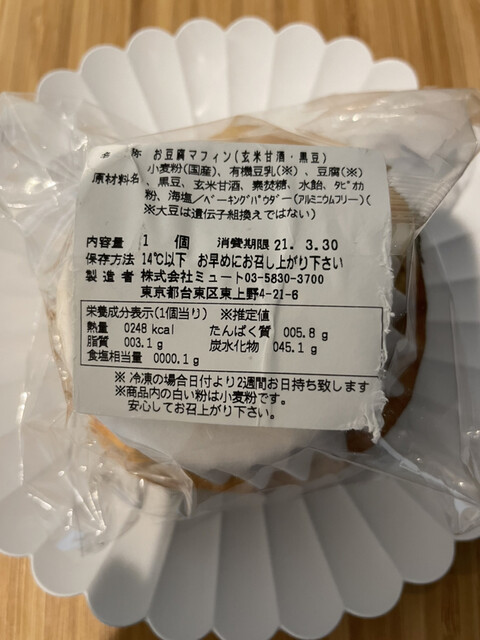 名称 お豆腐マフィン(玄米甘酒・黒豆)
小麦粉(国産)、有機豆乳(※)、豆腐(※)
原材料名 、黒豆、玄米甘酒、素焚糖、水飴、タピオカ
粉、海塩／ベーキングパウダー(アルミニウムフリー)(
※大豆は遺伝子組換えではない)
内容量 1 個 消費期限 21. 3.30
保存方法 14℃以下 お早めにお召し上がり下さい
製造者 株式会社ミュート03-5830-3700
東京都台東区東上野4-21-6
栄養成分表示(1個当り) ※推定値
熱量 0248 kcal たんぱく質 005.8 g
脂質 003.1 g 炭水化物 045.1 g
食塩相当量 0000.1 g
※冷凍の場合日付より2週間お日持ち致します
※商品内の白い粉は小麦粉です。
安心してお召上がり下さい。